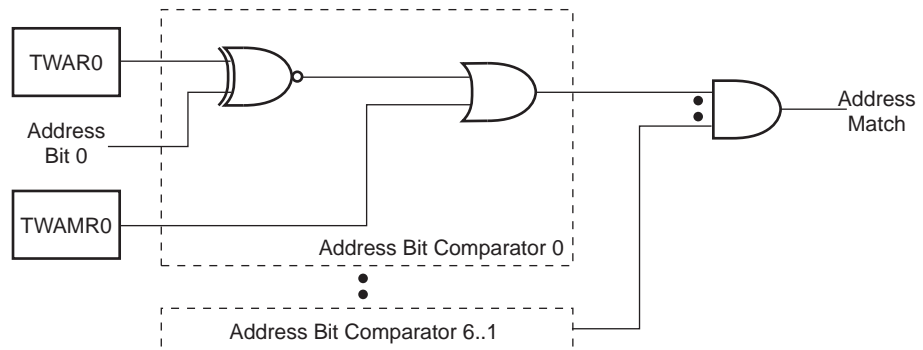 TWAR0
Address
Bit 0
TWAMR0
Address Bit Comparator 0
Address Bit Comparator 6..1
Address
Match